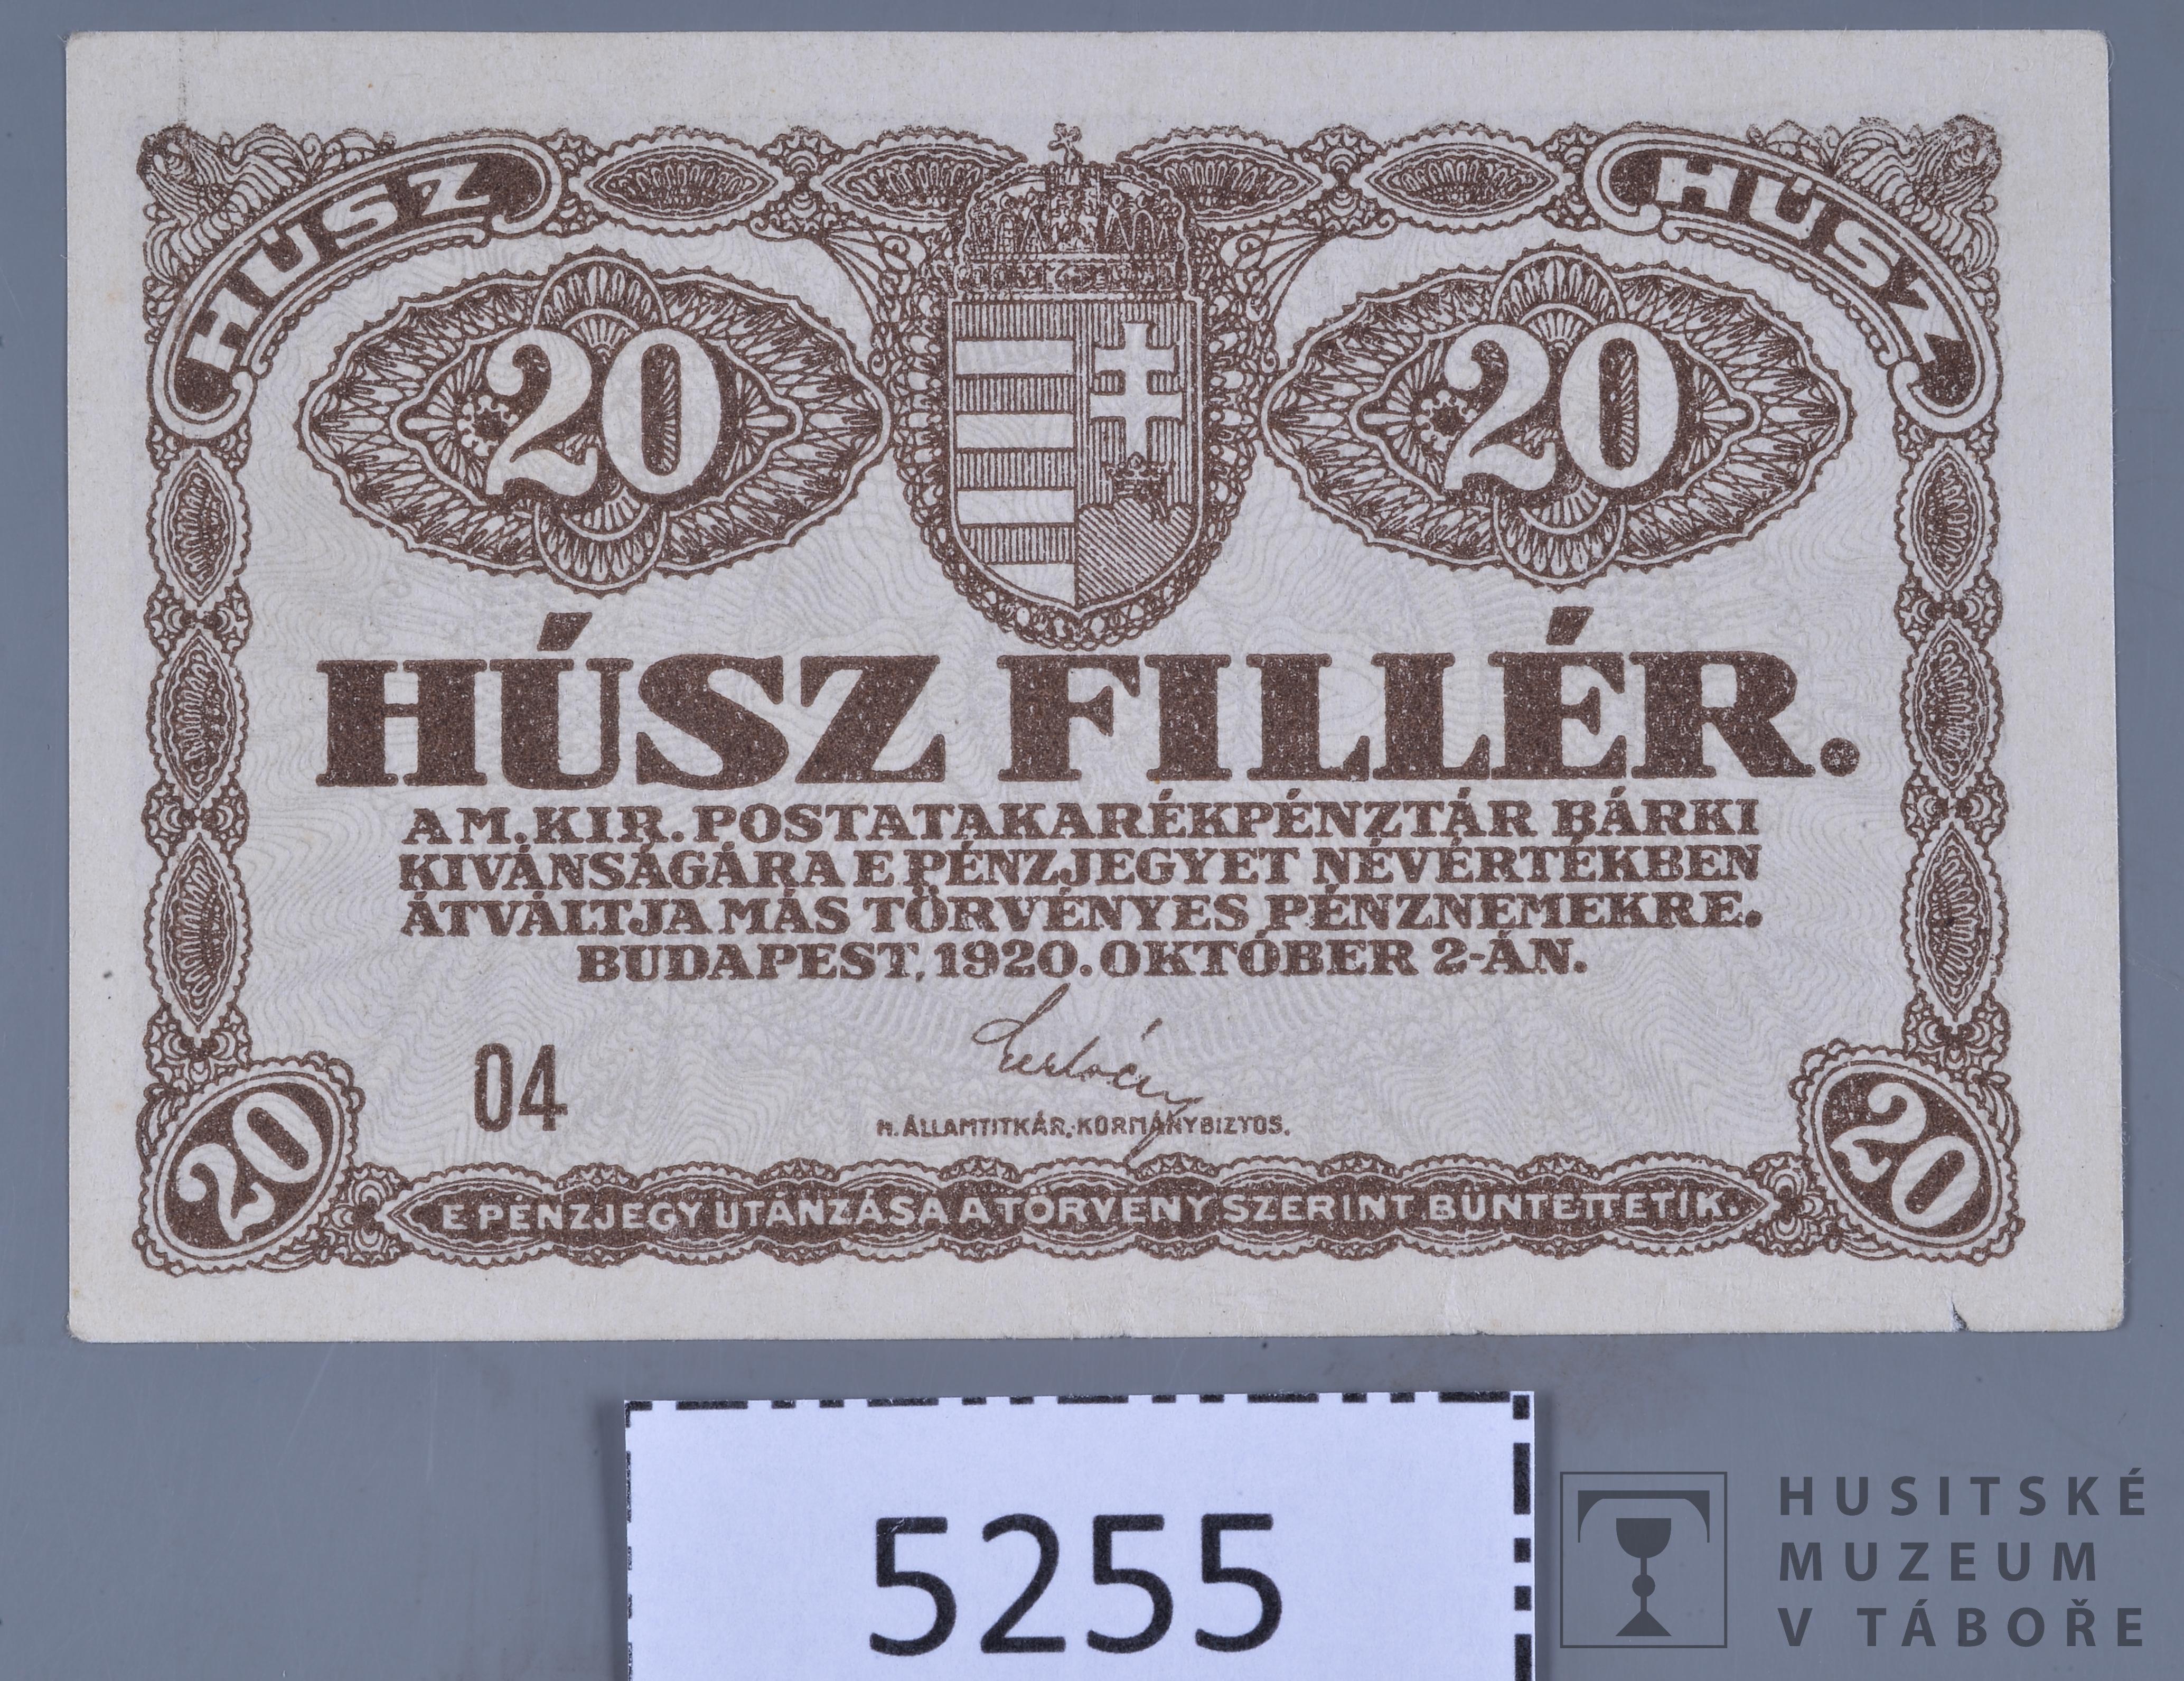 HÚSZ
HÚSZ
20
20
HÚSZ FILLÉR.
A M. KIR. POSTATAKARÉKPÉNZTÁR BÁRKI
KIVÁNSÁGÁRA E PÉNZJEGYET NÉVÉRTÉKBEN
ÁTVÁLTJA MÁS TÖRVÉNYES PÉNZNEMEKRE.
BUDAPEST, 1920. OKTÓBER 2-ÁN.
04
H. ÁLLAMTITKÁR, KORMÁNYBIZTOS.
20
E PÉNZJEGY UTÁNZÁSA A TÖRVÉNY SZERINT BÜNTETTETIK.
20
5255
HUSITSKÉ
MUZEUM
V TÁBOŘE